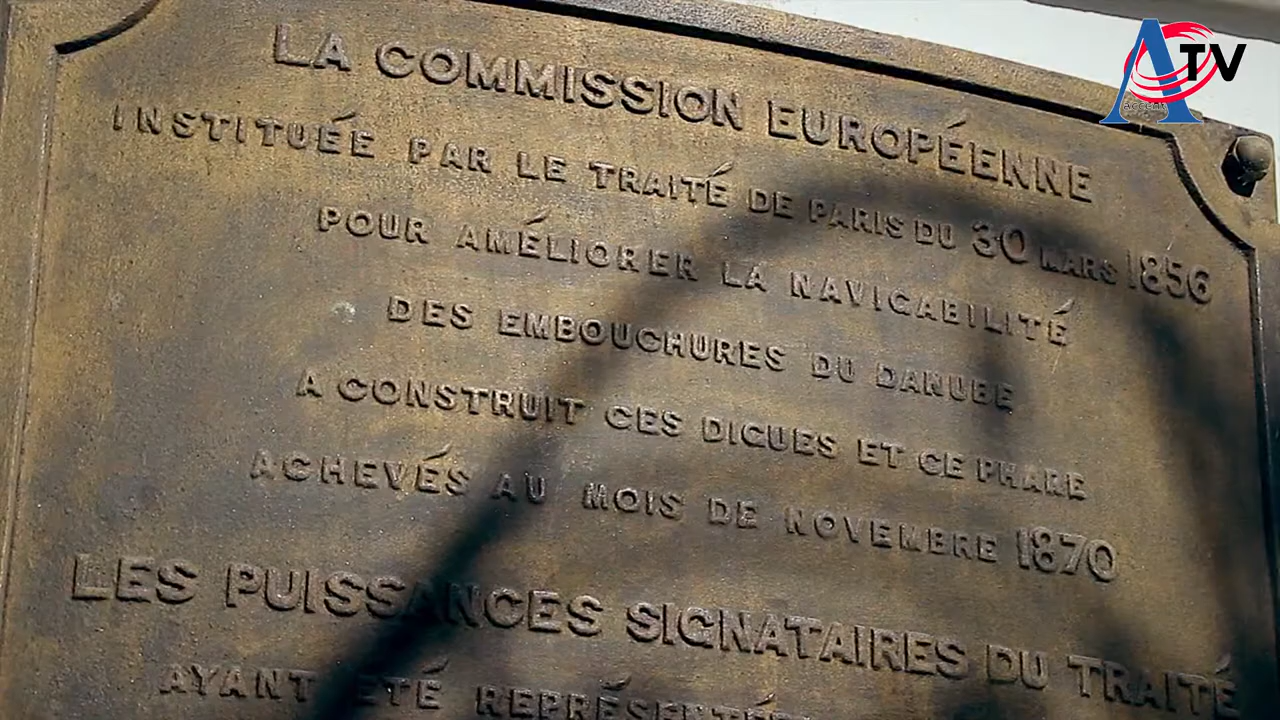 LA COMMISSION EUROPÉENNE
INSTITUÉE PAR LE TRAITÉ DE PARIS DU 30 MARS 1856
POUR AMÉLIORER LA NAVIGABILITÉ
DES EMBOUCHURES DU DANUBE
A CONSTRUIT CES DIGUES ET CE PHARE
ACHEVÉS AU MOIS DE NOVEMBRE 1870
LES PUISSANCES SIGNATAIRES DU TRAITÉ
AYANT ÉTÉ
A TV
ACCENT